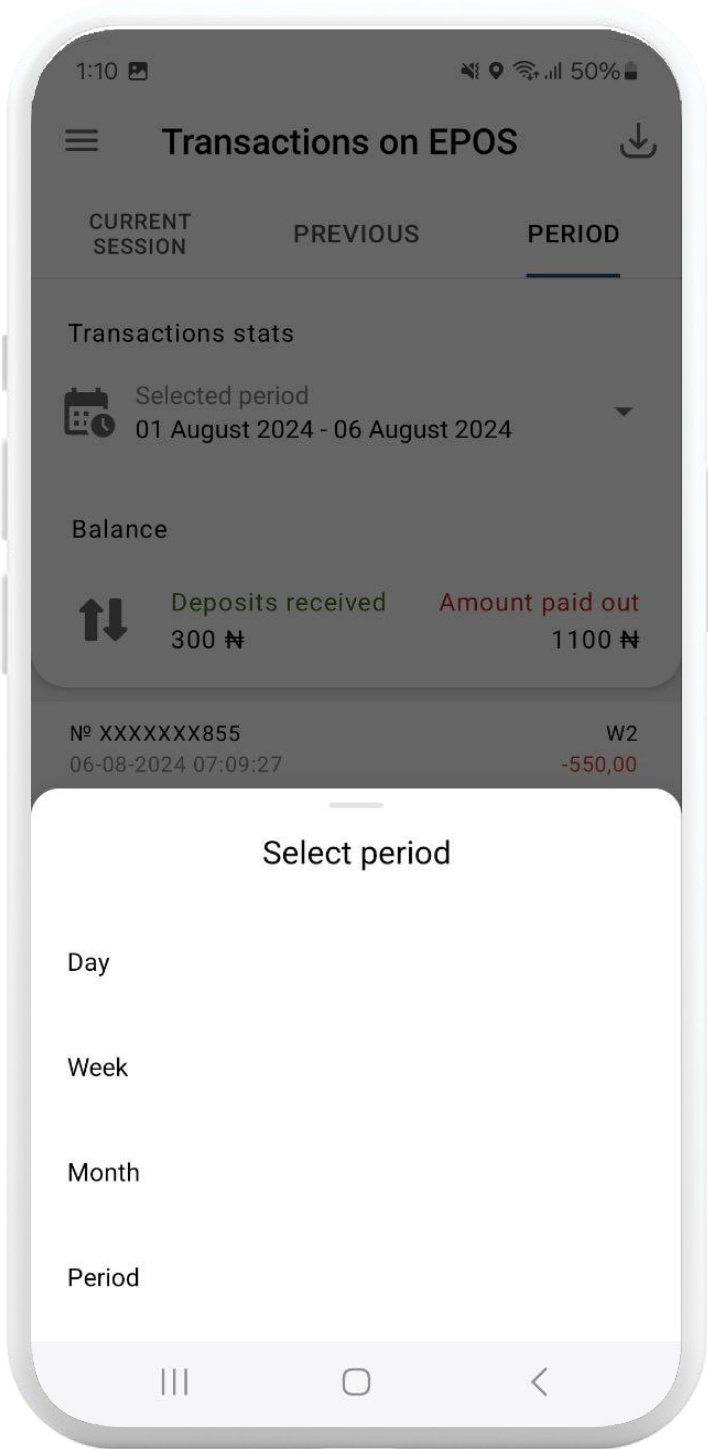 1:10 50%
Transactions on EPOS
CURRENT
SESSION
PREVIOUS
PERIOD
Transactions stats
Selected period
01 August 2024 - 06 August 2024
Balance
Deposits received Amount paid out
300 ₦ 1100 ₦
№ XXXXXXX855 W2
06-08-2024 07:09:27 -550,00
Select period
Day
Week
Month
Period